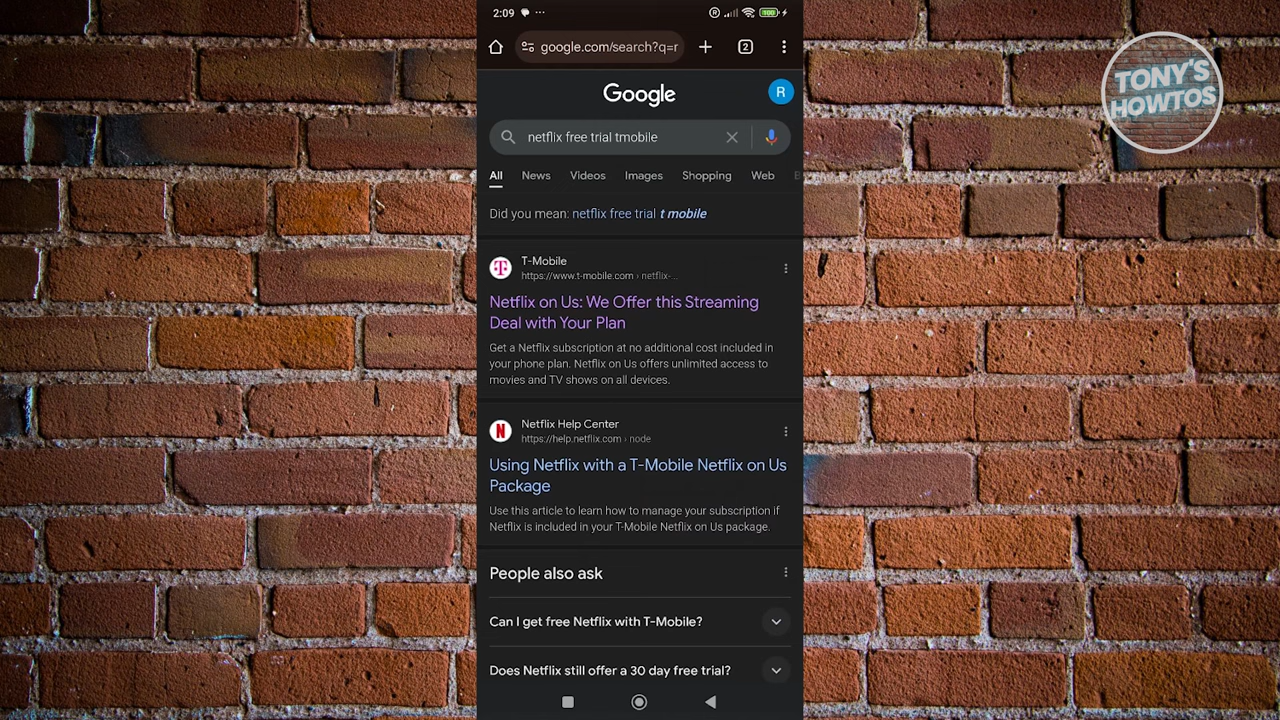 2:09
google.com/search?q=r
2
TONY'S
HOWTOS
Google
R
netflix free trial tmobile
All News Videos Images Shopping Web
Did you mean: netflix free trial t mobile
T-Mobile
https://www.t-mobile.com › netflix-...
Netflix on Us: We Offer this Streaming
Deal with Your Plan
Get a Netflix subscription at no additional cost included in
your phone plan. Netflix on Us offers unlimited access to
movies and TV shows on all devices.
Netflix Help Center
https://help.netflix.com › node
Using Netflix with a T-Mobile Netflix on Us
Package
Use this article to learn how to manage your subscription if
Netflix is included in your T-Mobile Netflix on Us package.
People also ask
Can I get free Netflix with T-Mobile?
Does Netflix still offer a 30 day free trial?